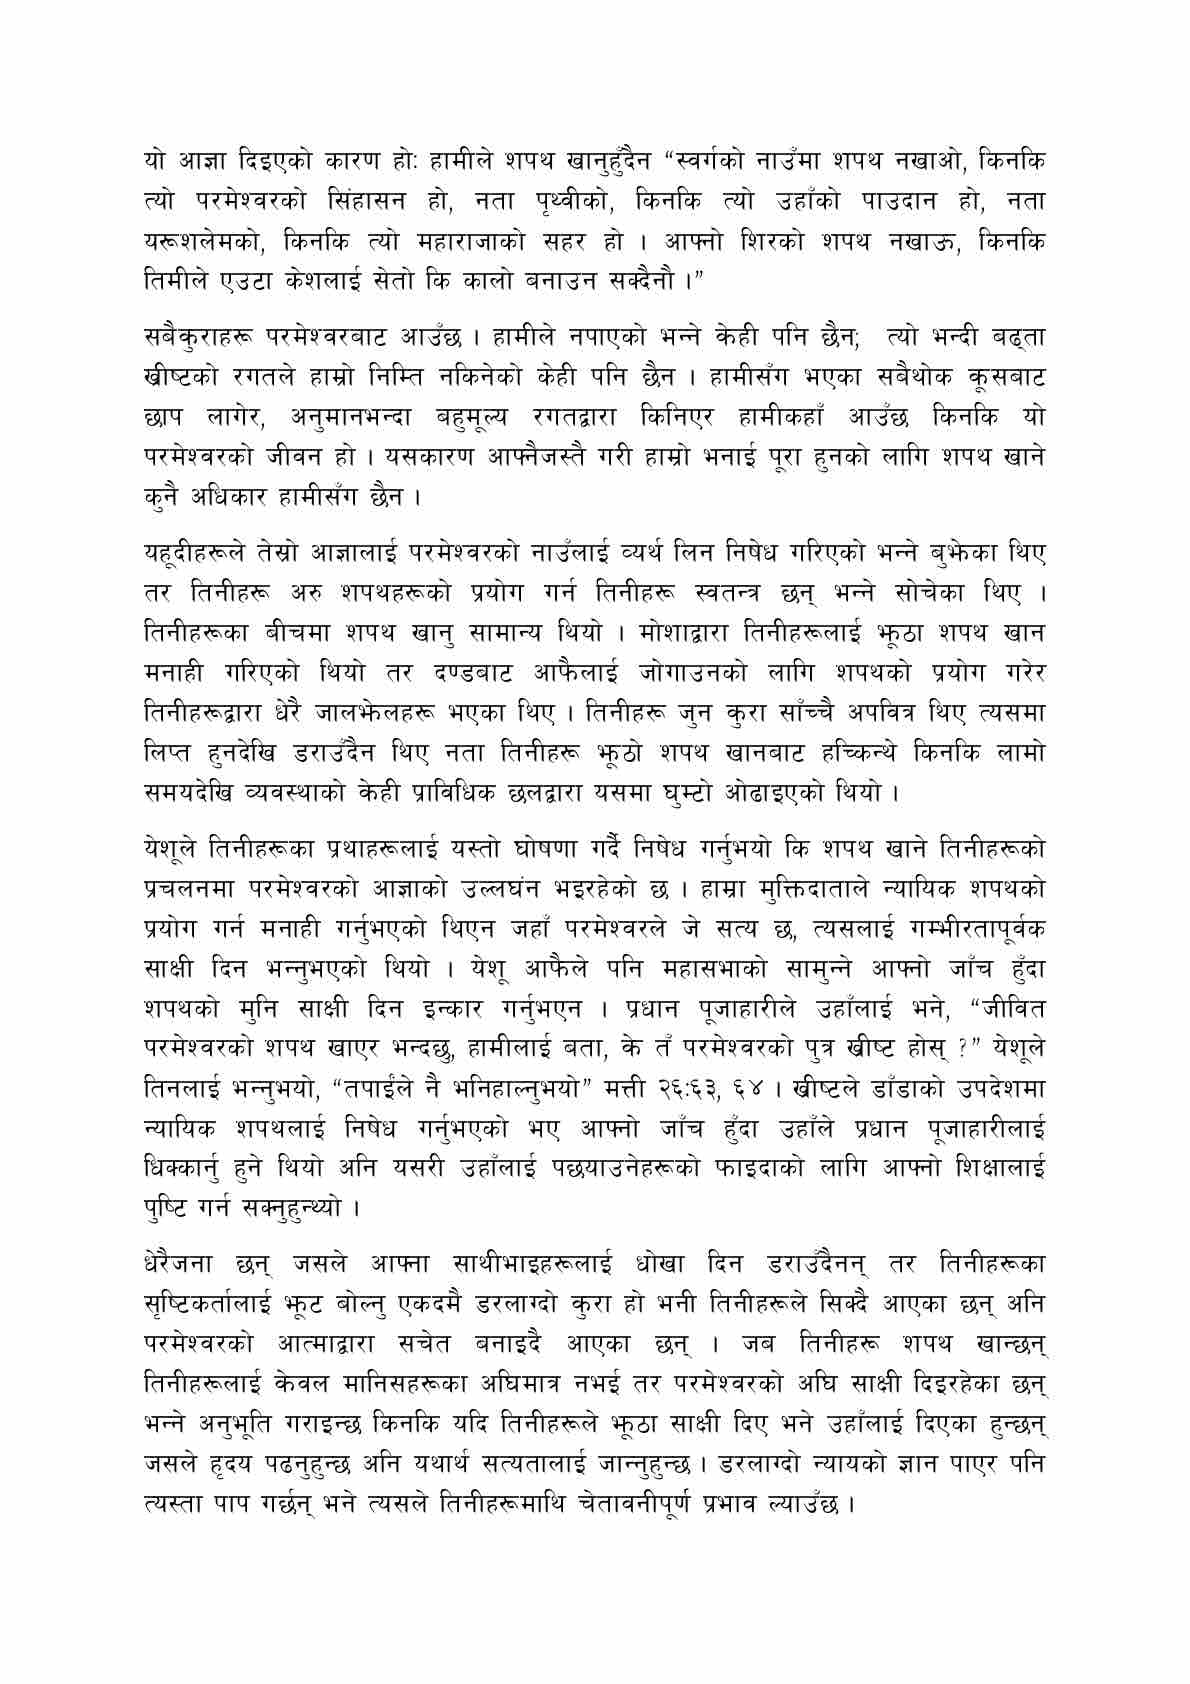 यो आज्ञा दिइएको कारण हो: हामीले शपथ खानुहुँदैन “स्वर्गको नाउँमा शपथ नखाओ, किनकि
त्यो परमेश्वरको सिंहासन हो, नता पृथ्वीको, किनकि त्यो उहाँको पाउदान हो, नता
यरूशलेमको, किनकि त्यो महाराजाको सहर हो । आफ्नो शिरको शपथ नखाऊ, किनकि
तिमीले एउटा केशलाई सेतो कि कालो बनाउन सक्दैनौ ।”
सबैकुराहरू परमेश्वरबाट आउँछ । हामीले नपाएको भन्ने केही पनि छैन; त्यो भन्दी बढ्ता
ख्रीष्टको रगतले हाम्रो निम्ति नकिनेको केही पनि छैन । हामीसँग भएका सबैथोक कूसबाट
छाप लागेर, अनुमानभन्दा बहुमूल्य रगतद्वारा किनिएर हामीकहाँ आउँछ किनकि यो
परमेश्वरको जीवन हो । यसकारण आफ्नैजस्तै गरी हाम्रो भनाई पूरा हुनको लागि शपथ खाने
कुनै अधिकार हामीसँग छैन ।
यहूदीहरूले तेस्रो आज्ञालाई परमेश्वरको नाउँलाई व्यर्थ लिन निषेध गरिएको भन्ने बुझेका थिए
तर तिनीहरू अरु शपथहरूको प्रयोग गर्न तिनीहरू स्वतन्त्र छन् भन्ने सोचेका थिए ।
तिनीहरूका बीचमा शपथ खानु सामान्य थियो । मोशाद्वारा तिनीहरूलाई झूठा शपथ खान
मनाही गरिएको थियो तर दण्डबाट आफैलाई जोगाउनको लागि शपथको प्रयोग गरेर
तिनीहरूद्वारा धेरै जालझेलहरू भएका थिए । तिनीहरू जुन कुरा साँच्चै अपवित्र थिए त्यसमा
लिप्त हुनदेखि डराउँदैन थिए नता तिनीहरू झूठो शपथ खानबाट हच्किन्थे किनकि लामो
समयदेखि व्यवस्थाको केही प्राविधिक छलद्वारा यसमा घुम्टो ओढाइएको थियो ।
येशूले तिनीहरूका प्रथाहरूलाई यस्तो घोषणा गर्दै निषेध गर्नुभयो कि शपथ खाने तिनीहरूको
प्रचलनमा परमेश्वरको आज्ञाको उल्लघंन भइरहेको छ । हाम्रा मुक्तिदाताले न्यायिक शपथको
प्रयोग गर्न मनाही गर्नुभएको थिएन जहाँ परमेश्वरले जे सत्य छ, त्यसलाई गम्भीरतापूर्वक
साक्षी दिन भन्नुभएको थियो । येशू आफैले पनि महासभाको सामुन्ने आफ्नो जाँच हुँदा
शपथको मुनि साक्षी दिन इन्कार गर्नुभएन । प्रधान पूजाहारीले उहाँलाई भने, “जीवित
परमेश्वरको शपथ खाएर भन्दछु, हामीलाई बता, के तँ परमेश्वरको पुत्र ख्रीष्ट होस् ?” येशूले
तिनलाई भन्नुभयो, “तपाईंले नै भनिहाल्नुभयो” मत्ती २६:६३, ६४ । ख्रीष्टले डाँडाको उपदेशमा
न्यायिक शपथलाई निषेध गर्नुभएको भए आफ्नो जाँच हुँदा उहाँले प्रधान पूजाहारीलाई
धिक्कार्नु हुने थियो अनि यसरी उहाँलाई पछयाउनेहरूको फाइदाको लागि आफ्नो शिक्षालाई
पुष्टि गर्न सक्नुहुन्थ्यो ।
धेरैजना छन् जसले आफ्ना साथीभाइहरूलाई धोखा दिन डराउँदैनन् तर तिनीहरूका
सृष्टिकर्तालाई झूट बोल्नु एकदमै डरलाग्दो कुरा हो भनी तिनीहरूले सिक्दै आएका छन् अनि
परमेश्वरको आत्माद्वारा सचेत बनाइदै आएका छन् । जब तिनीहरू शपथ खान्छन्
तिनीहरूलाई केवल मानिसहरूका अघिमात्र नभई तर परमेश्वरको अघि साक्षी दिइरहेका छन्
भन्ने अनुभूति गराइन्छ किनकि यदि तिनीहरूले झूठा साक्षी दिए भने उहाँलाई दिएका हुन्छन्
जसले हृदय पढनुहुन्छ अनि यथार्थ सत्यतालाई जान्नुहुन्छ । डरलाग्दो न्यायको ज्ञान पाएर पनि
त्यस्ता पाप गर्छन् भने त्यसले तिनीहरूमाथि चेतावनीपूर्ण प्रभाव ल्याउँछ ।